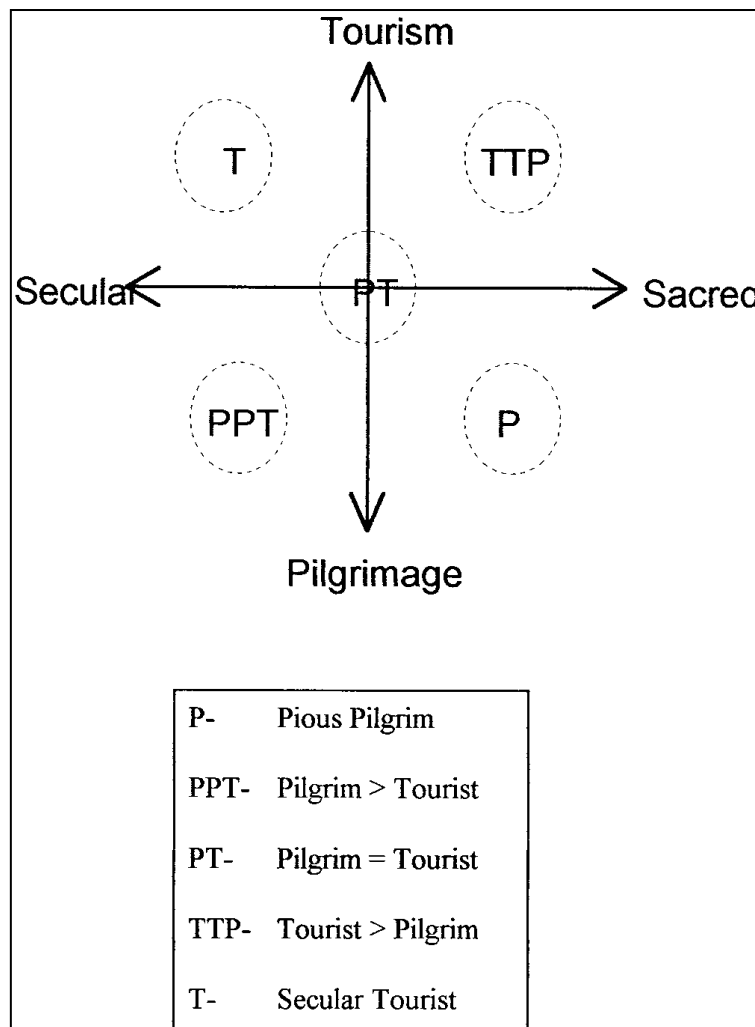 Tourism
T
TTP
Secular
PT
Sacred
PPT
P
Pilgrimage
P- Pious Pilgrim
PPT- Pilgrim > Tourist
PT- Pilgrim = Tourist
TTP- Tourist > Pilgrim
T- Secular Tourist